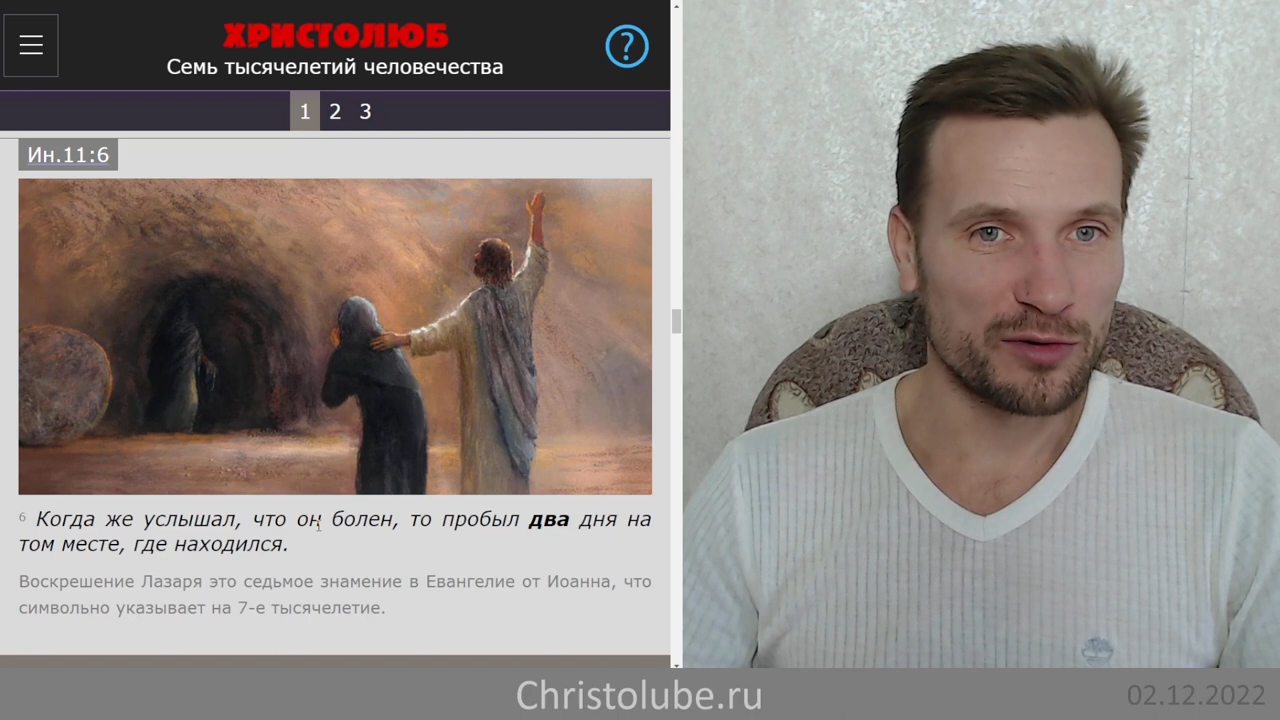 ХРИСТОЛЮБ
Семь тысячелетий человечества
?
1 2 3
Ин.11:6
6 Когда же услышал, что он болен, то пробыл два дня на
том месте, где находился.
Воскрешение Лазаря это седьмое знамение в Евангелие от Иоанна, что
символьно указывает на 7-е тысячелетие.
Christolube.ru
02.12.2022